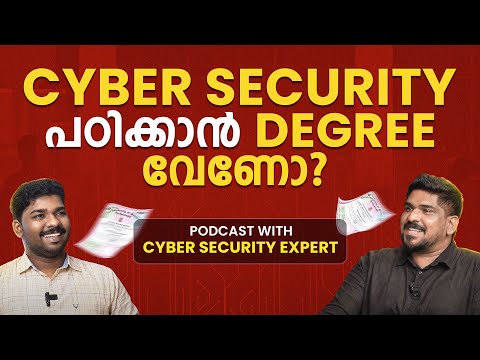 CYBER SECURITY
പഠിക്കാൻ DEGREE
വേണോ?
PODCAST WITH
CYBER SECURITY EXPERT